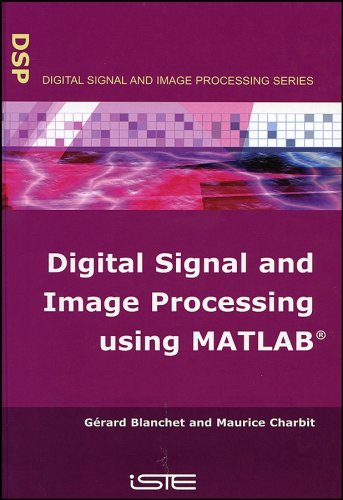 DSP
DIGITAL SIGNAL AND IMAGE PROCESSING SERIES
Digital Signal and
Image Processing
using MATLAB®
Gérard Blanchet and Maurice Charbit
iSTE